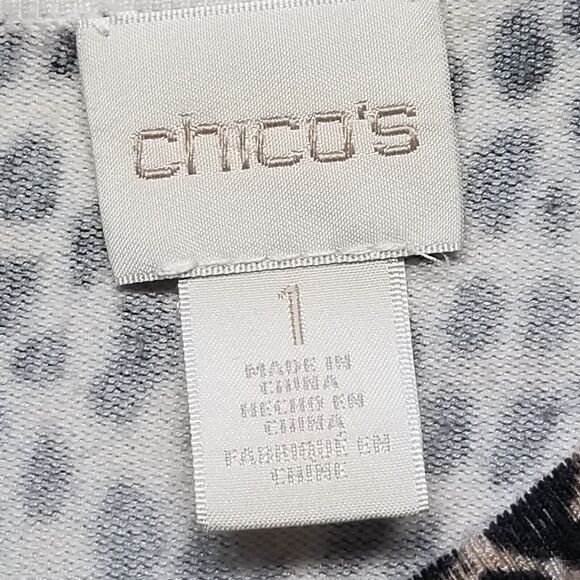 chico's
1
MADE IN
CHINA
HECHO EN
CHINA
FABRIQUÉ EN
CHINE